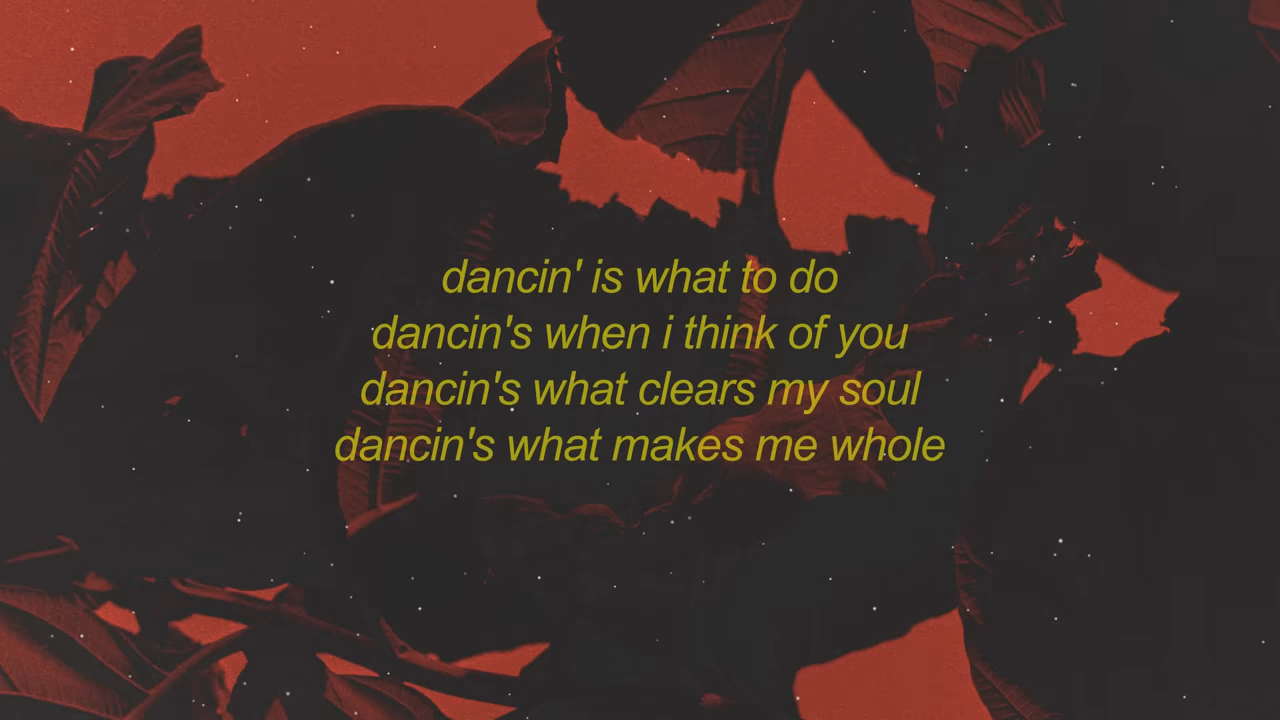 dancin' is what to do
dancin's when i think of you
dancin's what clears my soul
dancin's what makes me whole